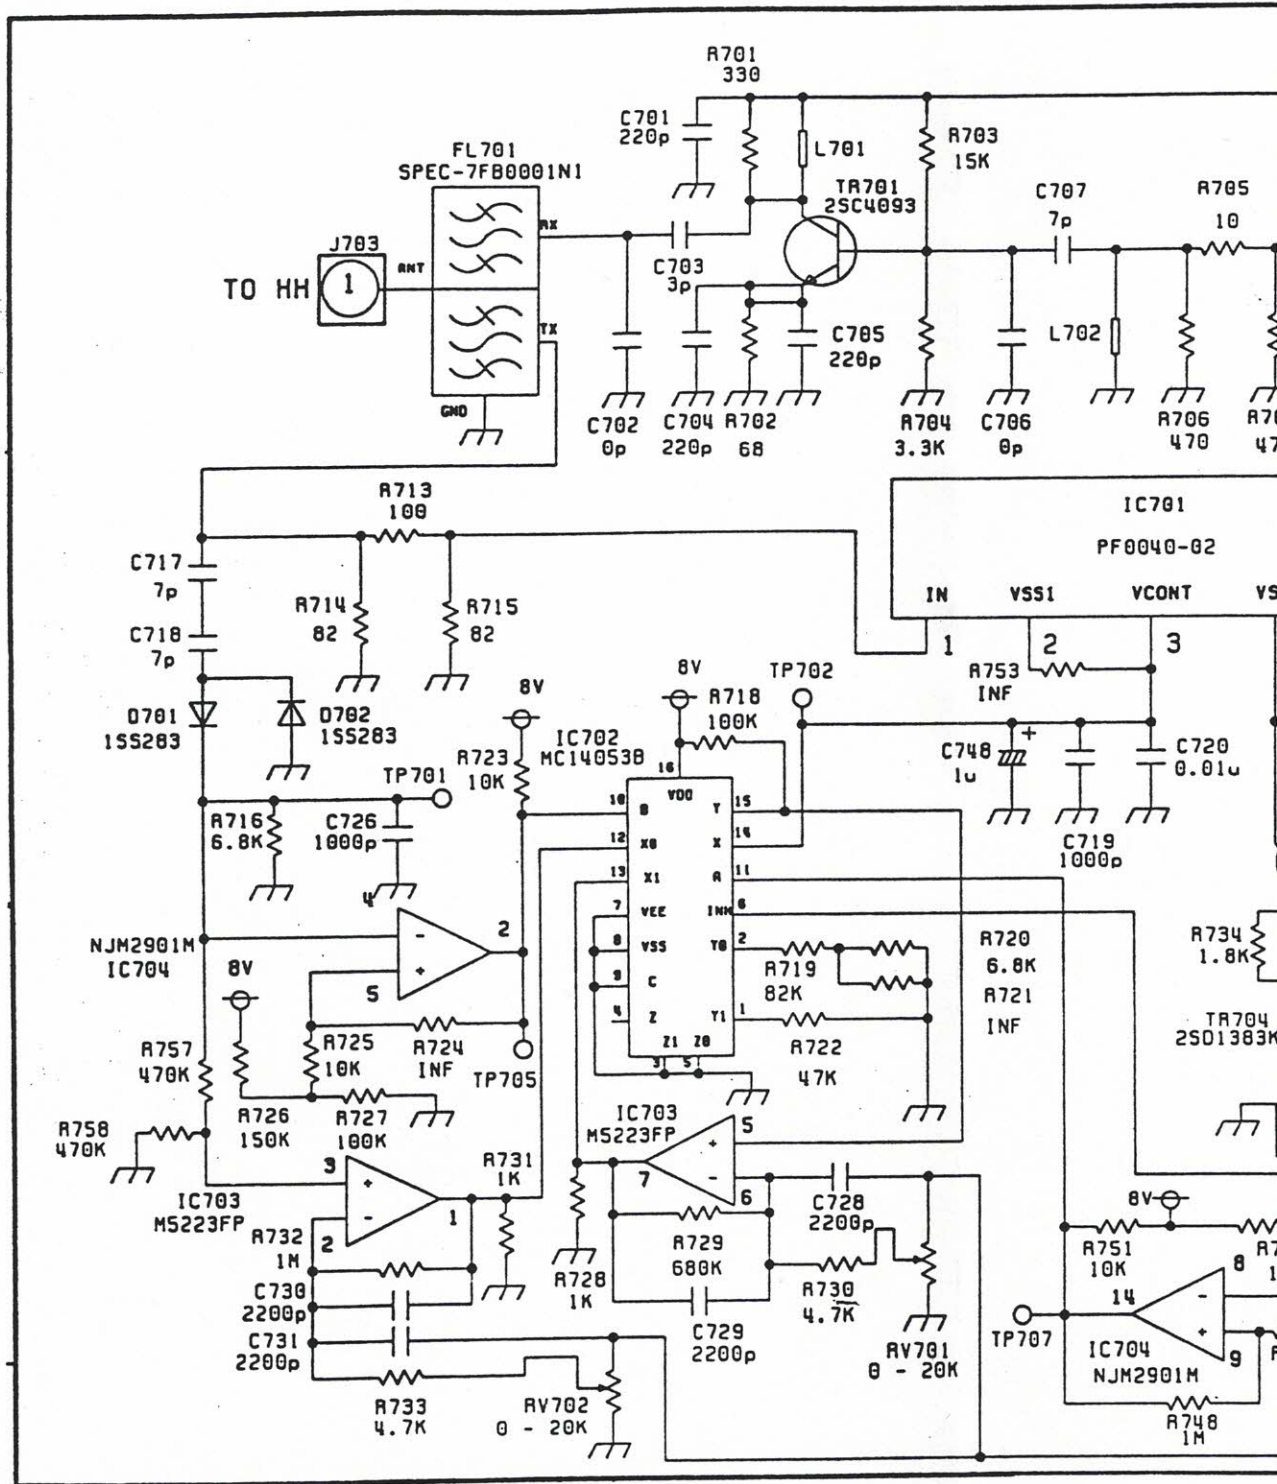 R701
330
C701
220p
L701
R703
15K
FL701
SPEC-7FB0001N1
TR701
2SC4093
C707
7p
R705
10
RX
J703
ANT
TO HH
1
C703
3p
TX
C705
220p
L702
GND
C702
0p
C704
220p
R702
68
R704
3.3K
C706
0p
R706
470
R713
100
IC701
PF0040-02
C717
7p
IN
VSS1
VCONT
R714
82
R715
82
C718
7p
1
2
3
8V
TP702
R753
INF
R718
100K
D701
1SS283
D702
1SS283
IC702
MC14053B
R723
10K
C748
1u
+
C720
0.01u
TP701
16
VDD
10
B
Y
15
R716
6.8K
C726
1000p
12
X0
X
14
C719
1000p
13
X1
A
11
4
7
VEE
INH
6
NJM2901M
IC704
-
2
8
VSS
Y0
2
R720
6.8K
R734
1.8K
8V
+
5
9
C
R719
82K
R721
INF
4
Z
Y1
1
TR704
2SD1383K
R725
10K
R724
INF
TP705
Z1
Z0
3
5
R722
47K
R757
470K
R726
150K
R727
100K
IC703
M5223FP
5
R758
470K
3
R731
1K
+
-
7
6
C728
2200p
IC703
M5223FP
+
-
1
2
8V
R732
1M
R729
680K
R751
10K
8
C730
2200p
R728
1K
R730
4.7K
14
-
C731
2200p
C729
2200p
TP707
+
RV701
0 - 20K
IC704
NJM2901M
9
R733
4.7K
RV702
0 - 20K
R748
1M